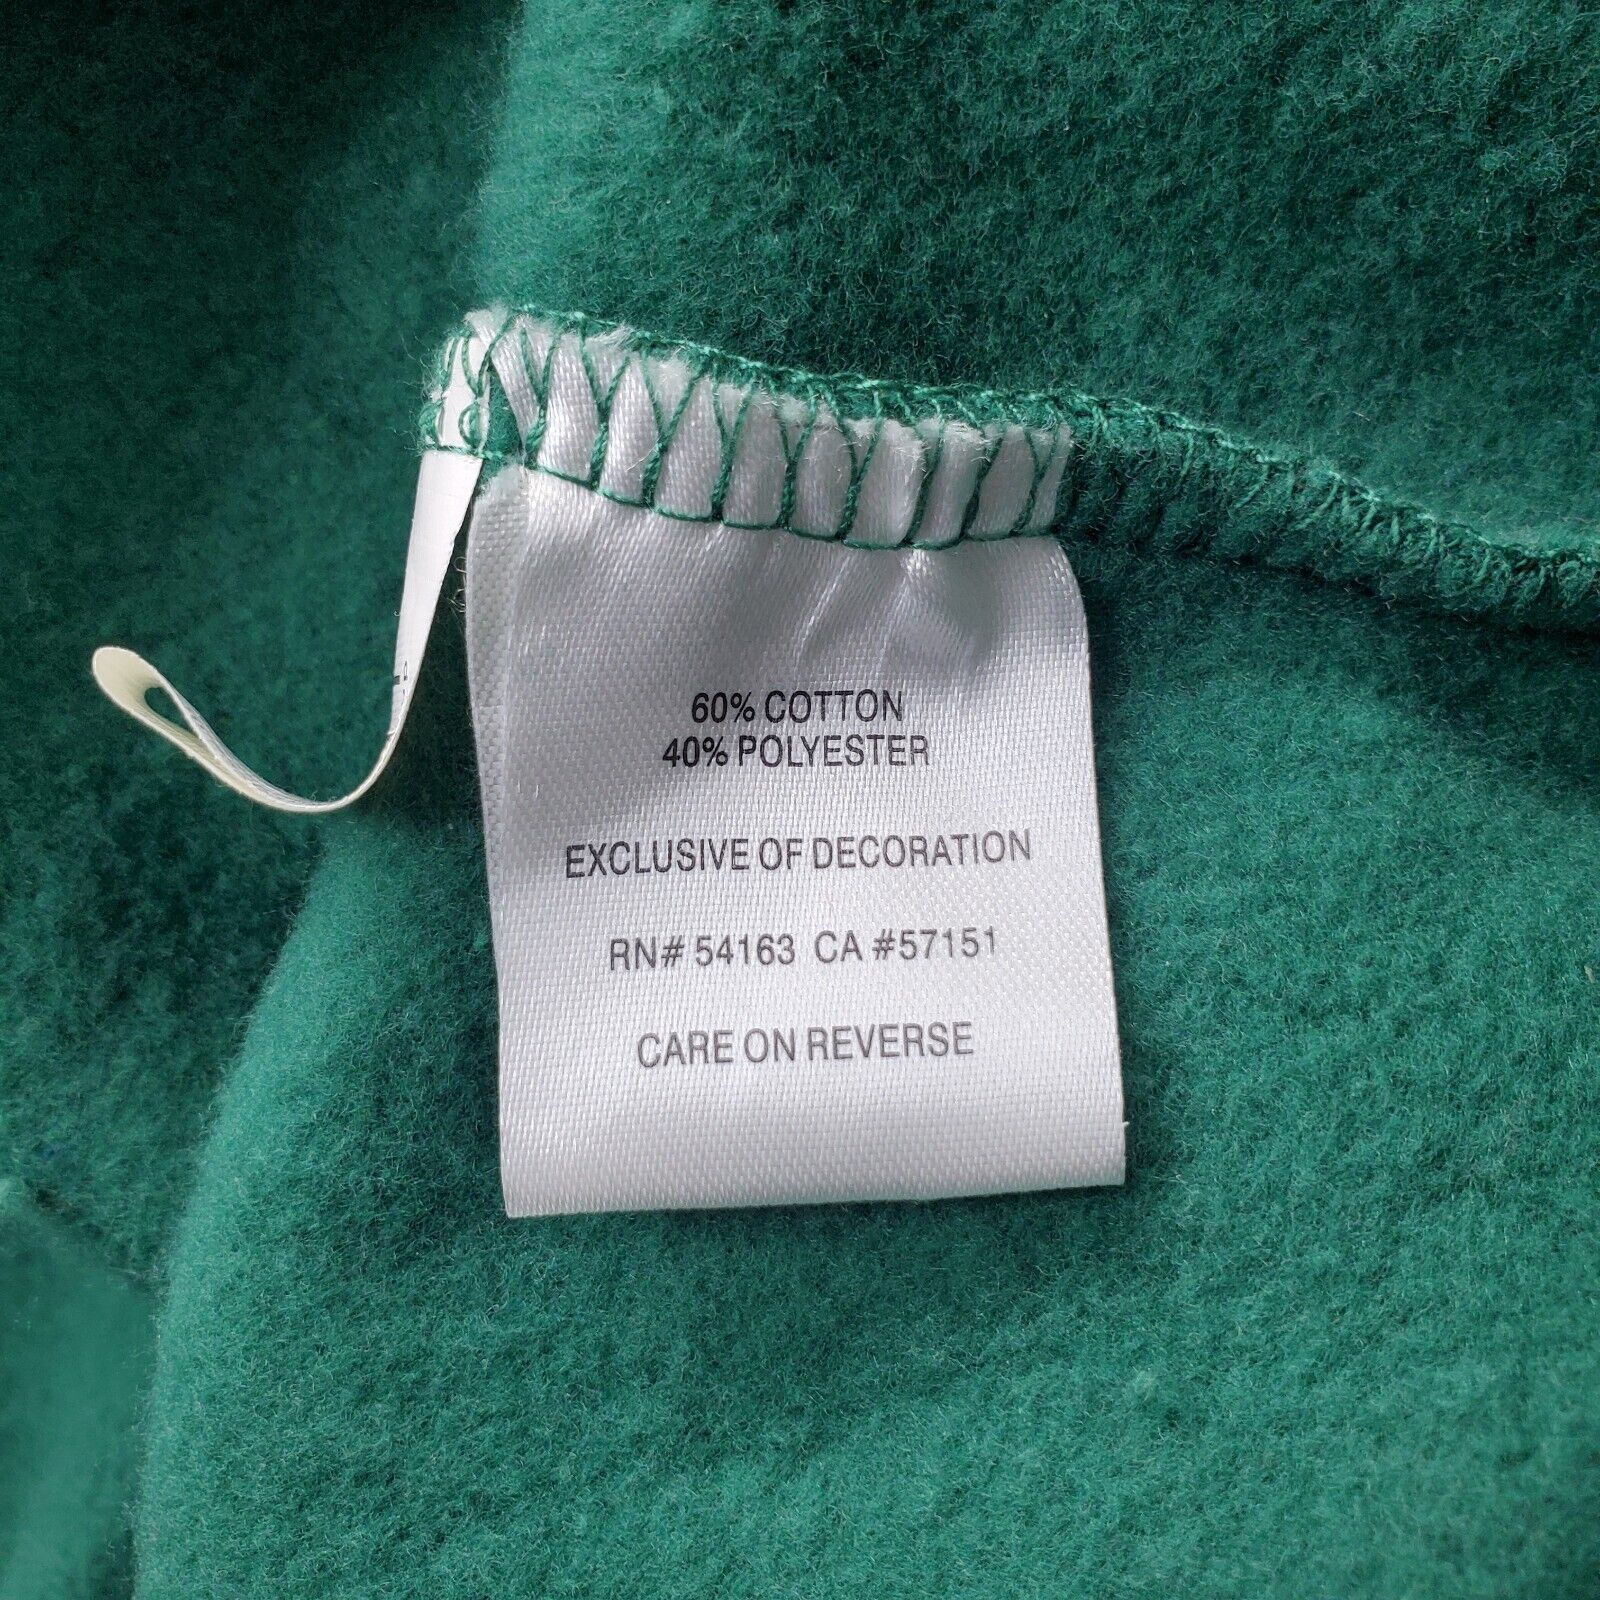 60% COTTON
40% POLYESTER
EXCLUSIVE OF DECORATION
RN# 54163 CA #57151
CARE ON REVERSE